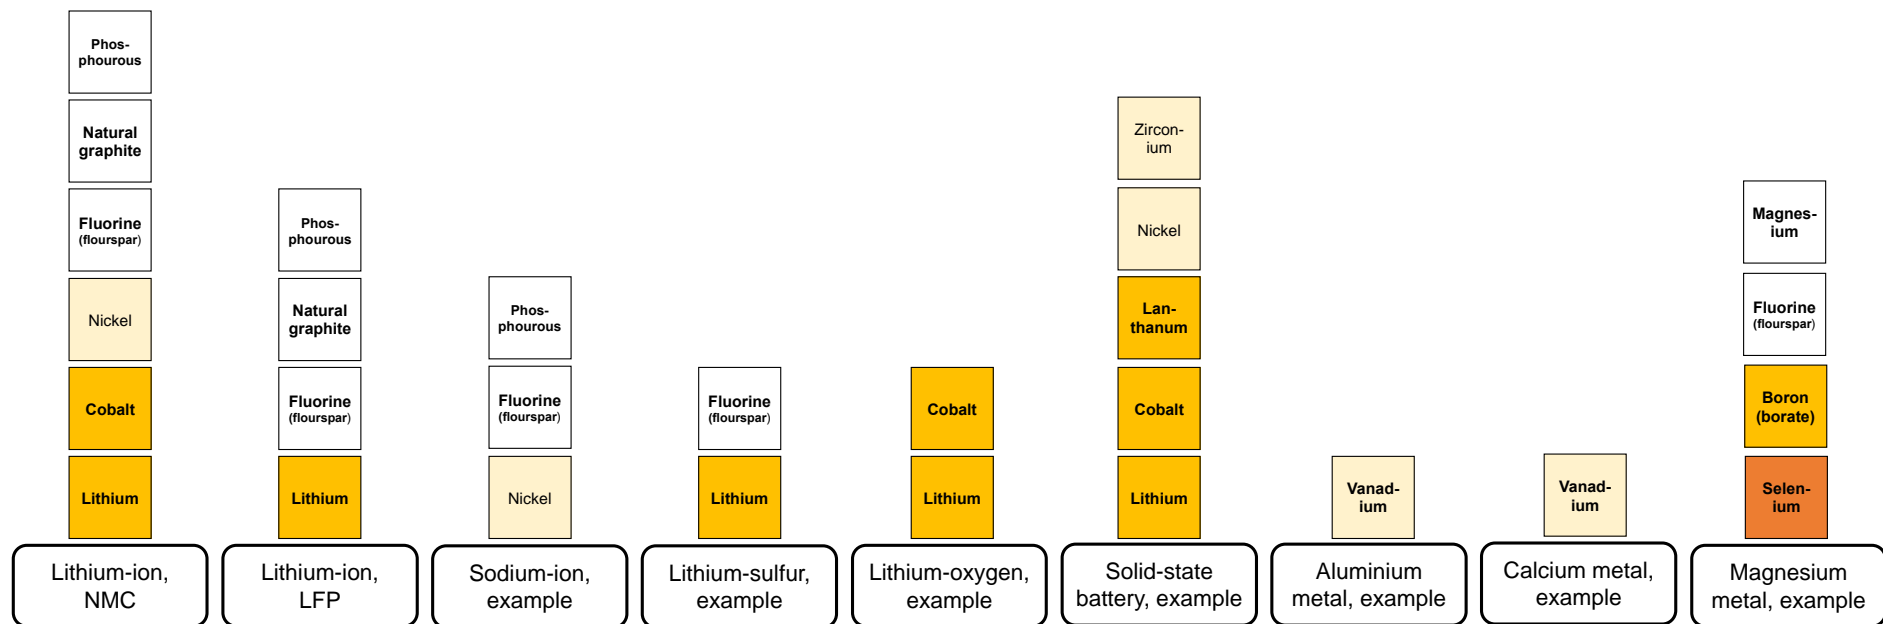 Phos-
phourous
Natural
graphite
Fluorine
(flourspar)
Nickel
Cobalt
Lithium
Lithium-ion,
NMC
Phos-
phourous
Natural
graphite
Fluorine
(flourspar)
Lithium
Lithium-ion,
LFP
Phos-
phourous
Fluorine
(flourspar)
Nickel
Sodium-ion,
example
Fluorine
(flourspar)
Lithium
Lithium-sulfur,
example
Cobalt
Lithium
Lithium-oxygen,
example
Zircon-
ium
Nickel
Lan-
thanum
Cobalt
Lithium
Solid-state
battery, example
Vanad-
ium
Aluminium
metal, example
Vanad-
ium
Calcium metal,
example
Magnes-
ium
Fluorine
(flourspar)
Boron
(borate)
Selen-
ium
Magnesium
metal, example